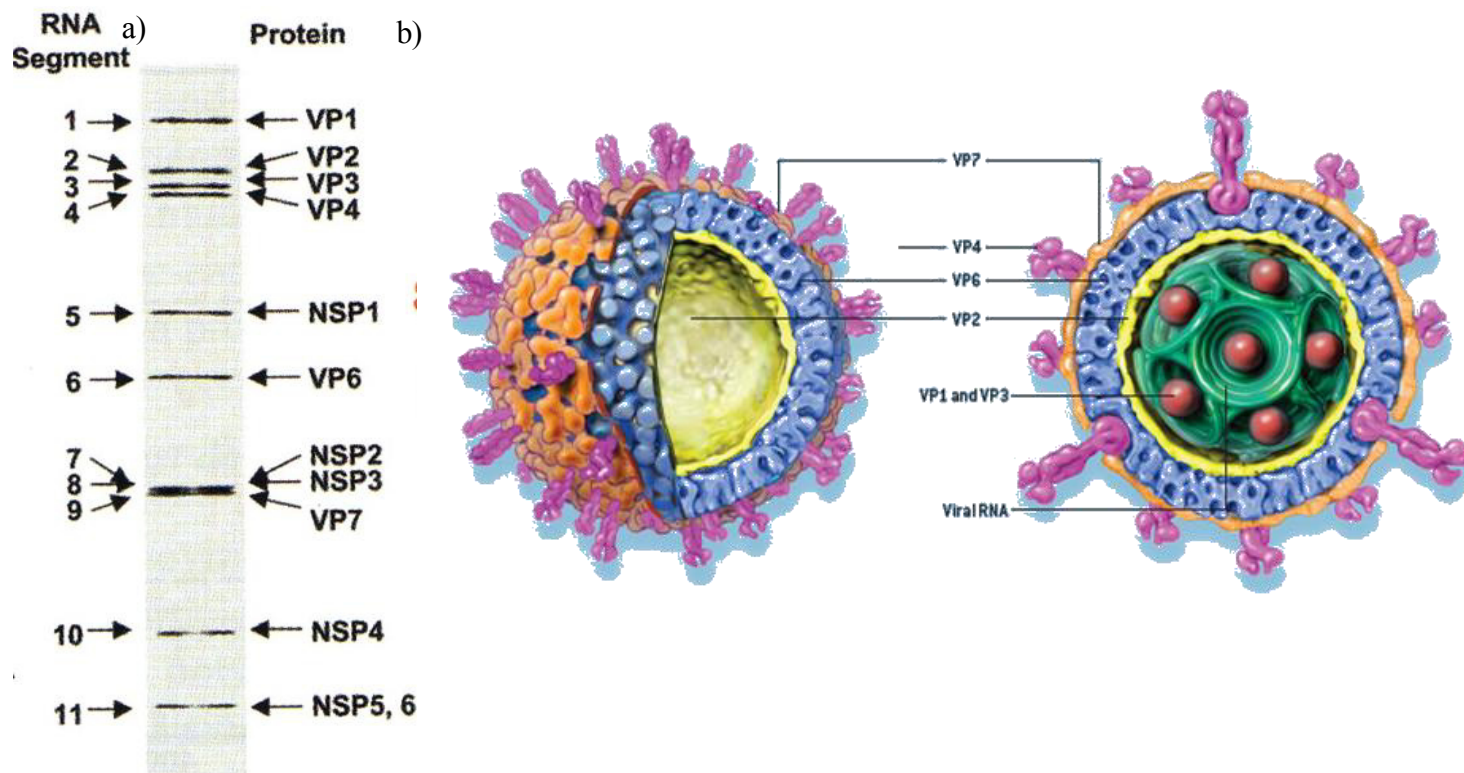 a)
RNA
Segment
Protein
1
VP1
2
VP2
3
VP3
4
VP4
5
NSP1
6
VP6
7
NSP2
8
NSP3
9
VP7
10
NSP4
11
NSP5, 6
b)
VP7
VP4
VP6
VP2
VP1 and VP3
Viral RNA